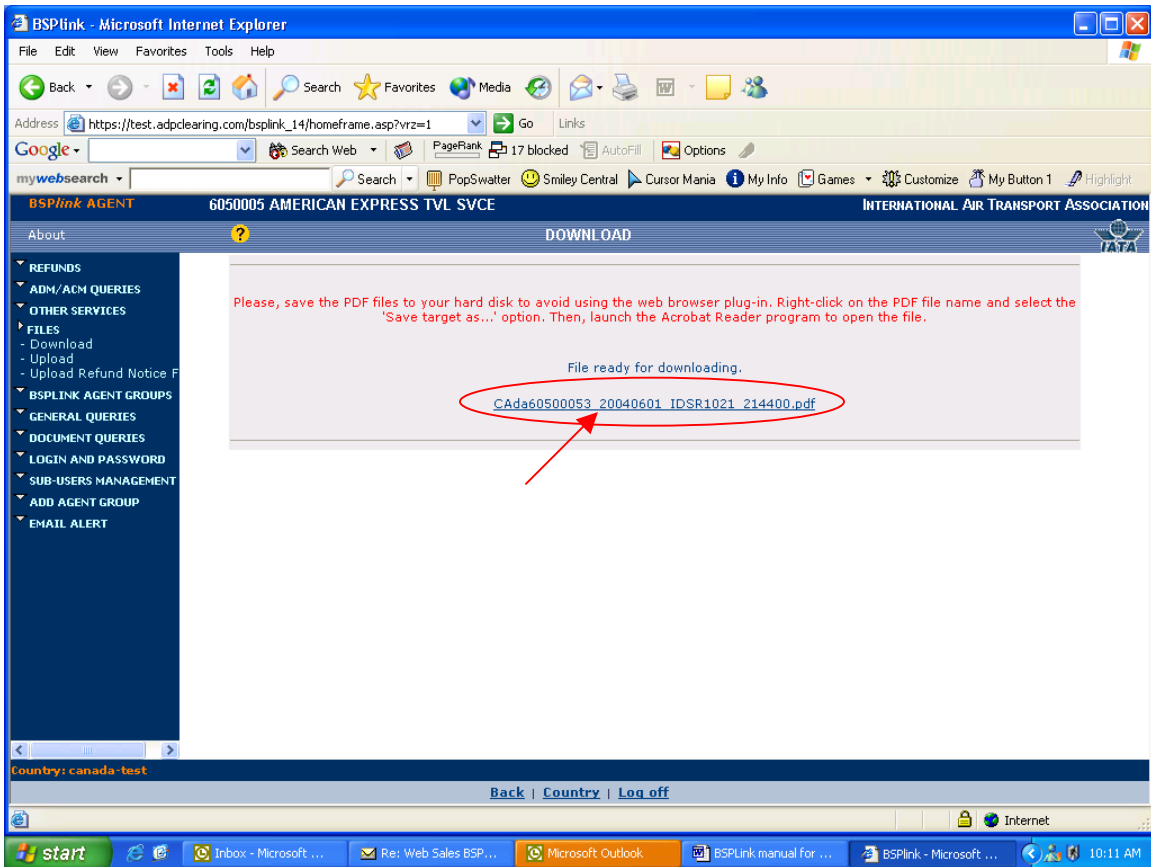 BSPlink - Microsoft Internet Explorer
File Edit View Favorites Tools Help
Back Search Favorites Media
Address https://test.adpclearing.com/bsplink_14/homeframe.asp?vrz=1 Go Links
Google Search Web PageRank 17 blocked AutoFill Options
mywebsearch Search PopSwatter Smiley Central Cursor Mania My Info Games Customize My Button 1 Highlight
BSPlink AGENT 6050005 AMERICAN EXPRESS TVL SVCE INTERNATIONAL AIR TRANSPORT ASSOCIATION
About ? DOWNLOAD IATA
REFUNDS
ADM/ACM QUERIES
OTHER SERVICES
FILES
- Download
- Upload
- Upload Refund Notice F
BSPLINK AGENT GROUPS
GENERAL QUERIES
DOCUMENT QUERIES
LOGIN AND PASSWORD
SUB-USERS MANAGEMENT
ADD AGENT GROUP
EMAIL ALERT
Please, save the PDF files to your hard disk to avoid using the web browser plug-in. Right-click on the PDF file name and select the
'Save target as...' option. Then, launch the Acrobat Reader program to open the file.
File ready for downloading.
CAda60500053_20040601_IDSR1021_214400.pdf
Country: canada-test
Back | Country | Log off
Internet
start Inbox - Microsoft ... Re: Web Sales BSP... Microsoft Outlook BSPLink manual for ... BSPlink - Microsoft ... 10:11 AM